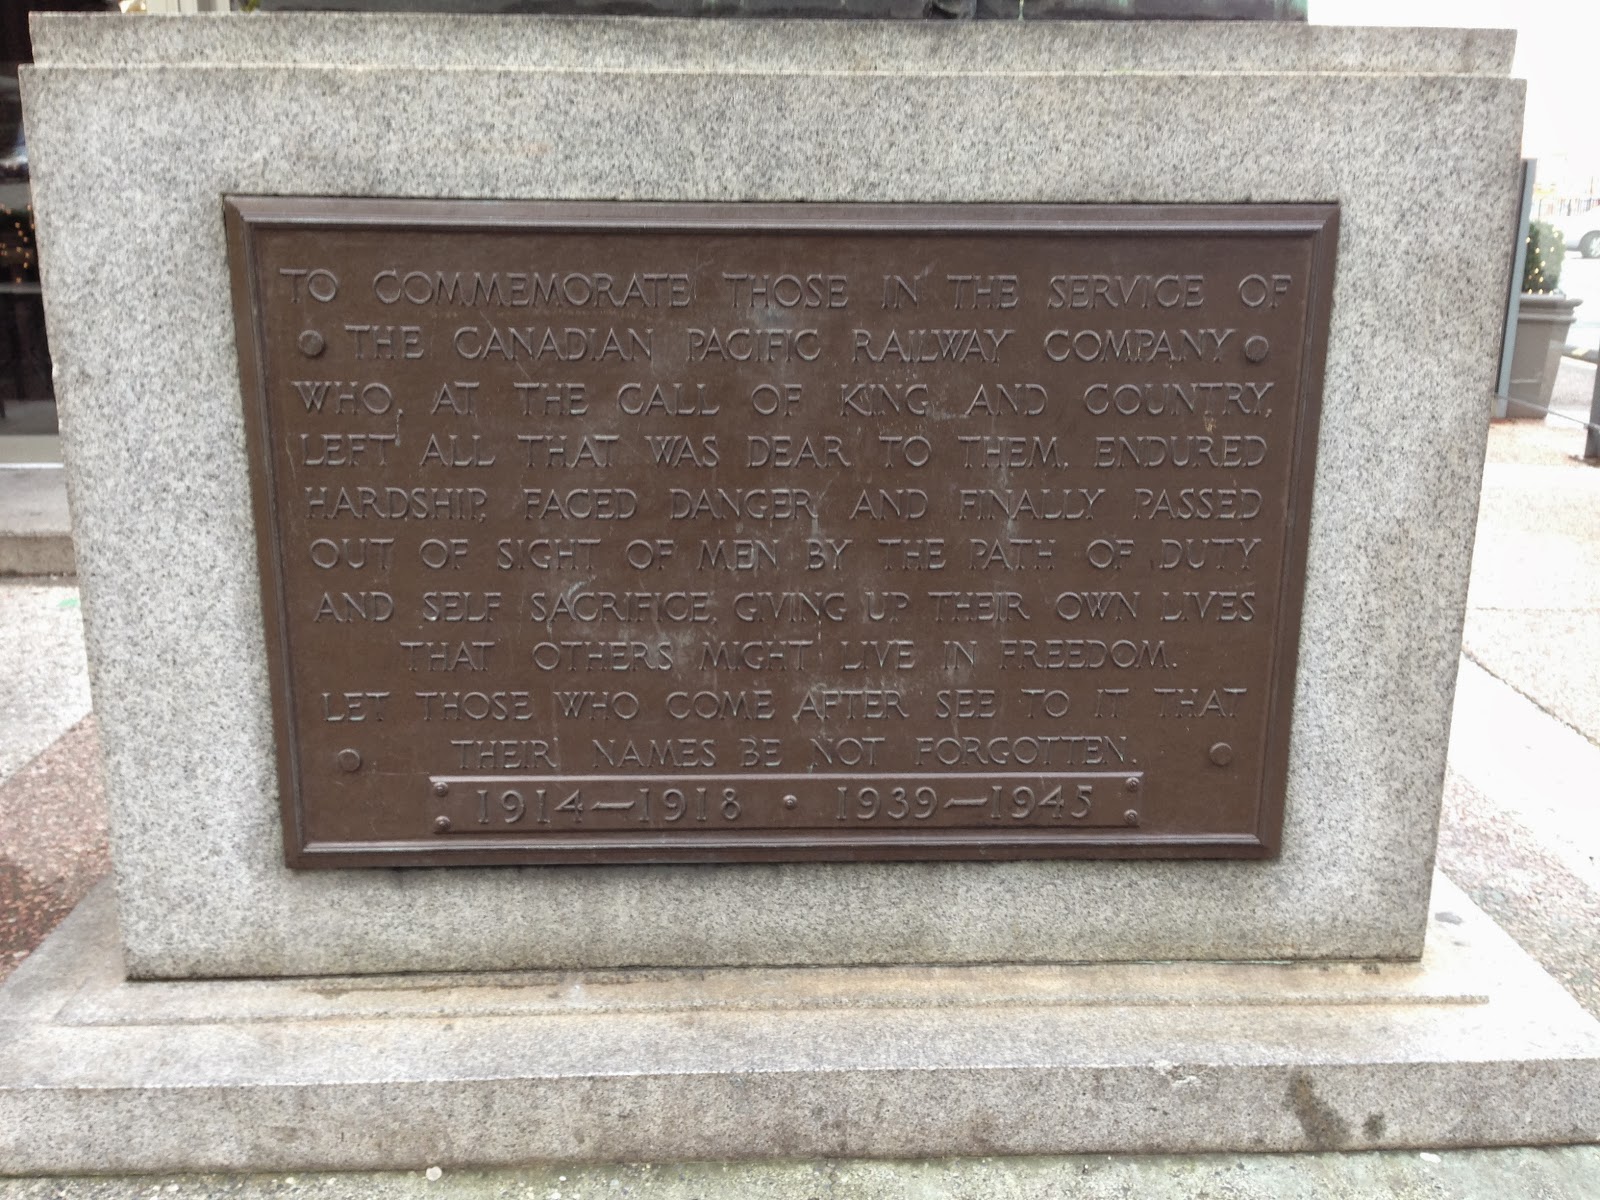 TO COMMEMORATE THOSE IN THE SERVICE OF
THE CANADIAN PACIFIC RAILWAY COMPANY
WHO, AT THE CALL OF KING AND COUNTRY,
LEFT ALL THAT WAS DEAR TO THEM, ENDURED
HARDSHIP, FACED DANGER, AND FINALLY PASSED
OUT OF SIGHT OF MEN BY THE PATH OF DUTY
AND SELF SACRIFICE, GIVING UP THEIR OWN LIVES
THAT OTHERS MIGHT LIVE IN FREEDOM.
LET THOSE WHO COME AFTER SEE TO IT THAT
THEIR NAMES BE NOT FORGOTTEN.
1914—1918 • 1939—1945